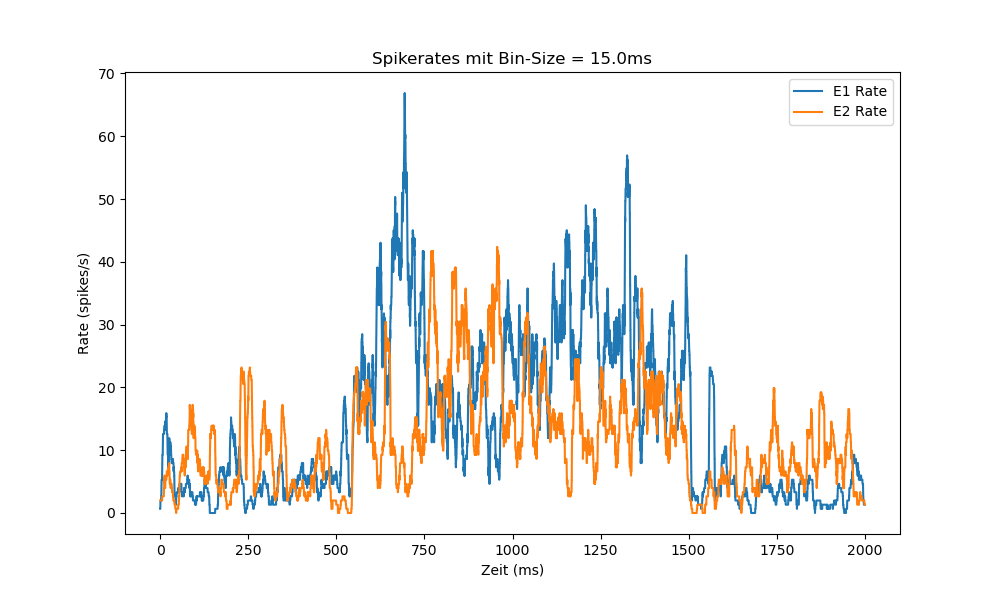 Spikerates mit Bin-Size = 15.0ms
E1 Rate
E2 Rate
Rate (spikes/s)
70
60
50
40
30
20
10
0
0 250 500 750 1000 1250 1500 1750 2000
Zeit (ms)